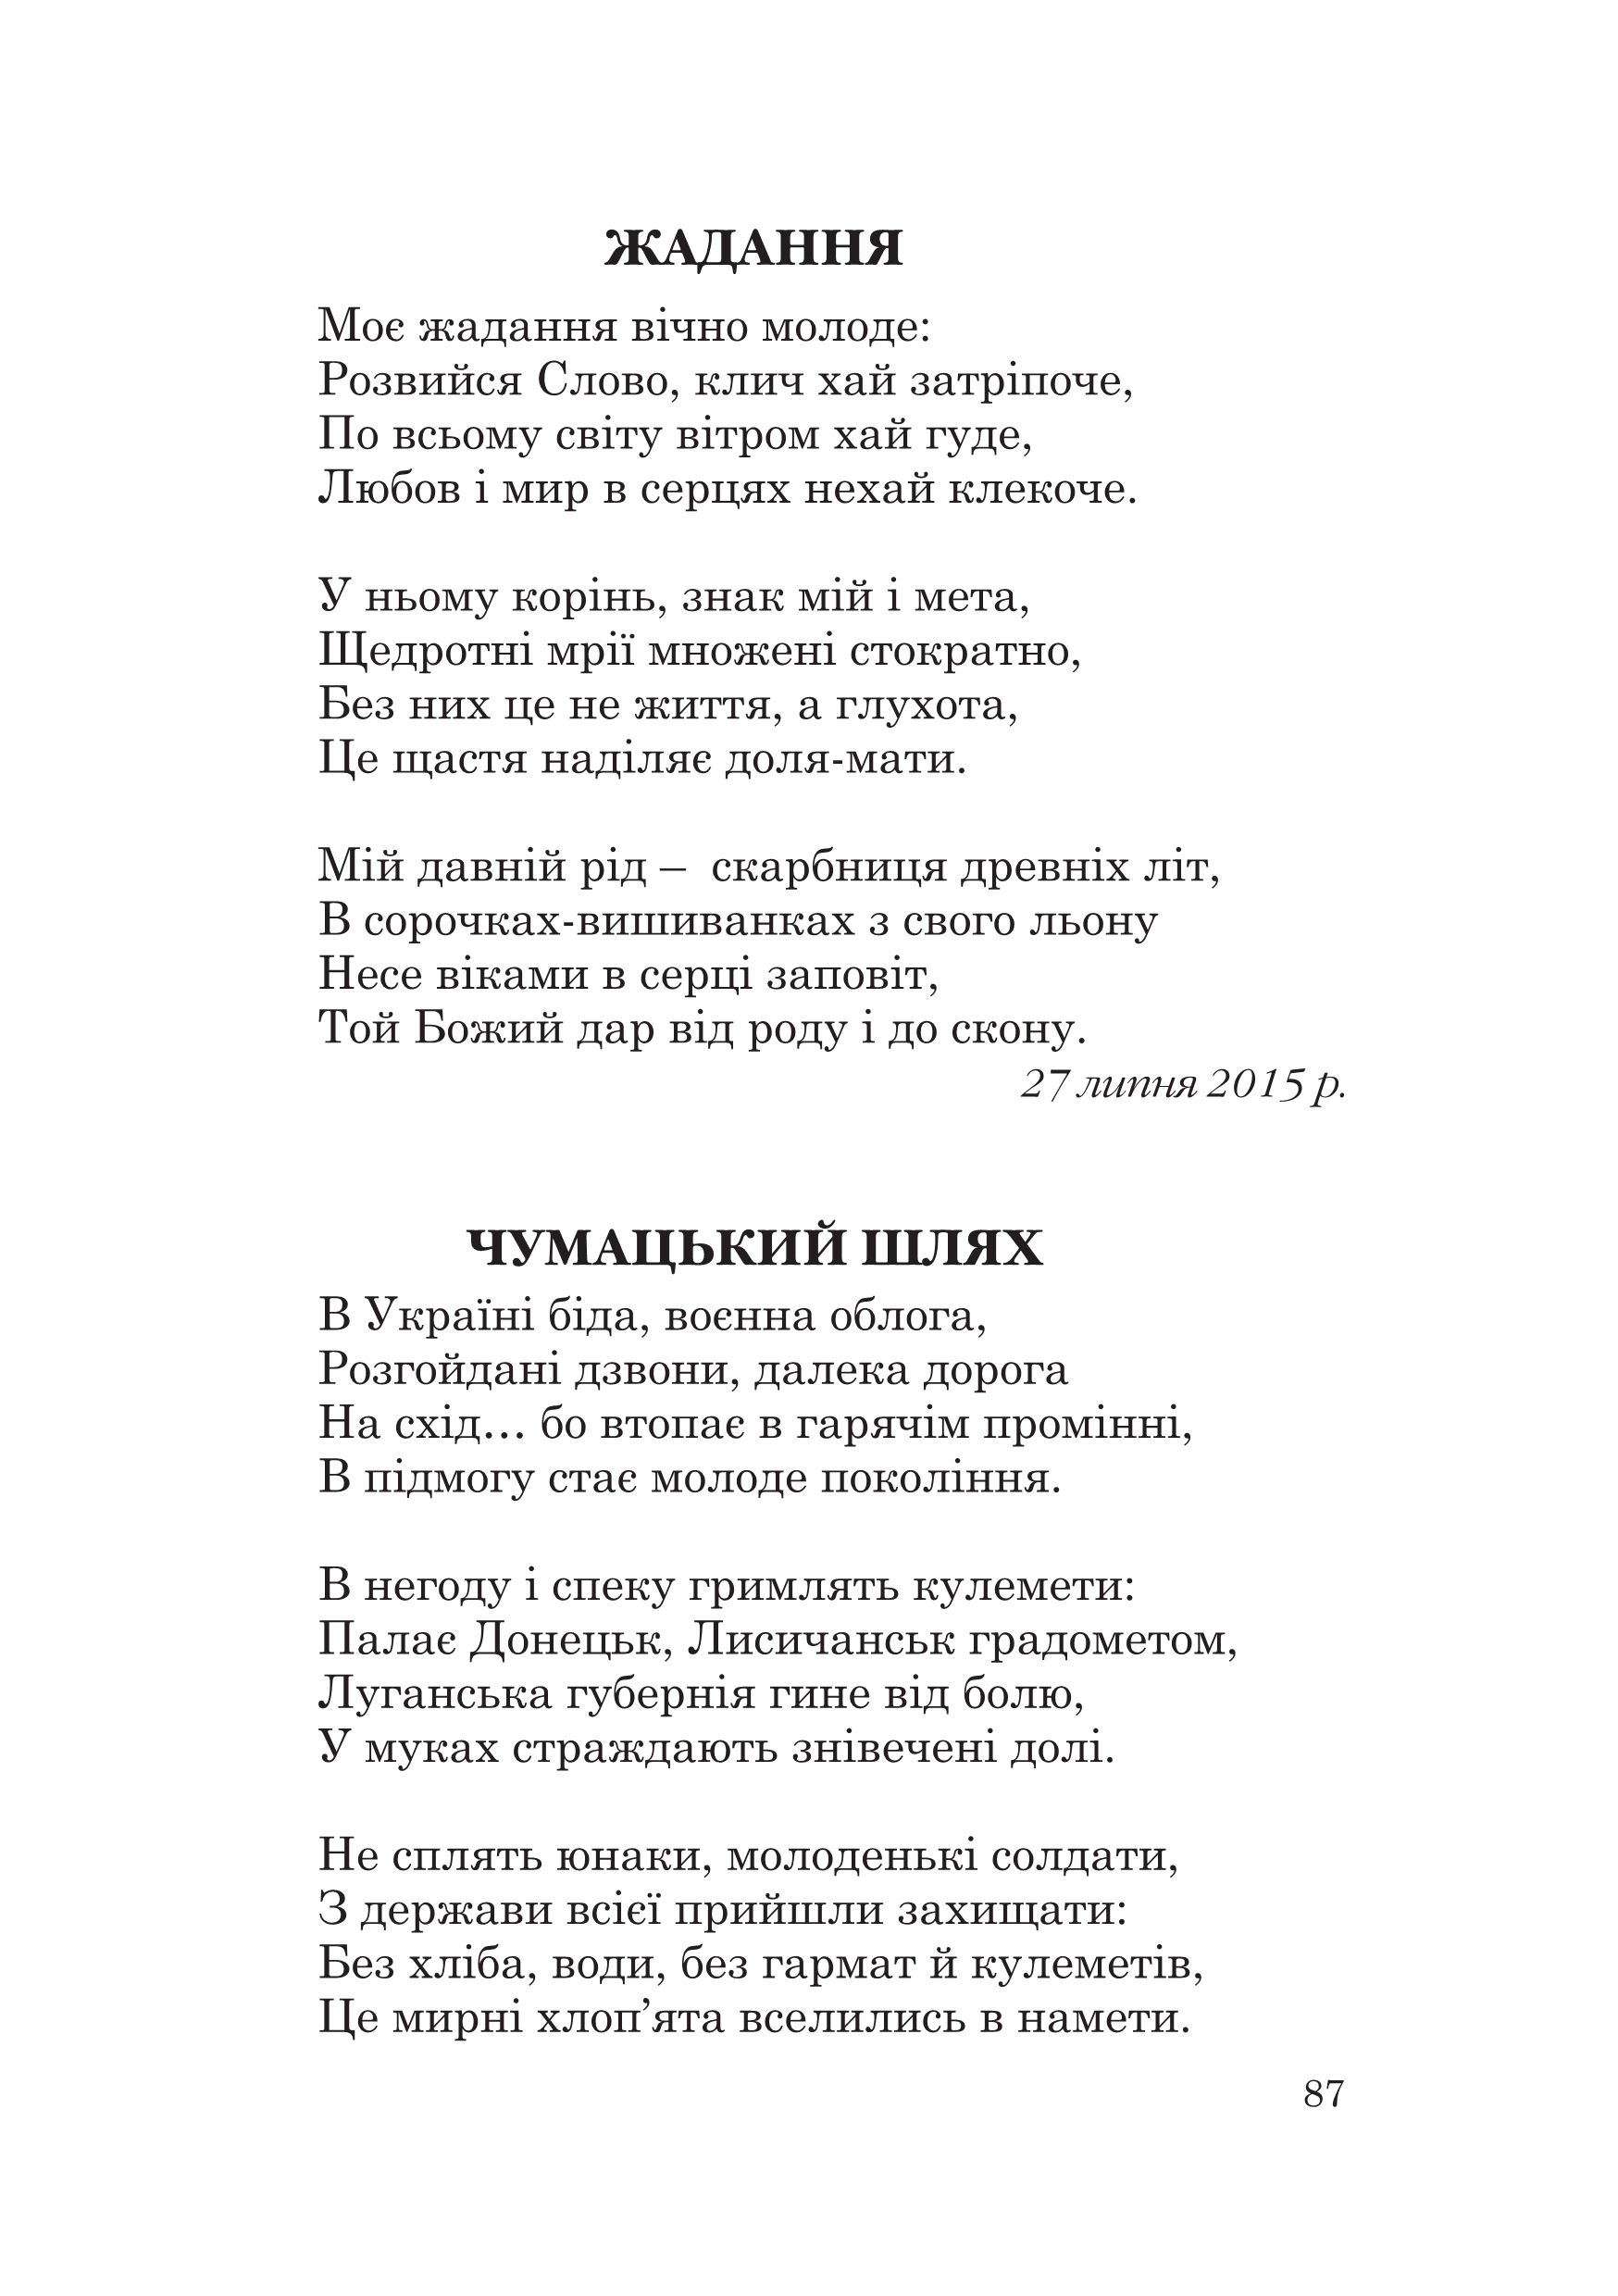 ЖАДАННЯ
Моє жадання вічно молоде:
Розвийся Слово, клич хай затріпоче,
По всьому світу вітром хай гуде,
Любов і мир в серцях нехай клекоче.
У ньому корінь, знак мій і мета,
Щедротні мрії множені стократно,
Без них це не життя, а глухота,
Це щастя наділяє доля-мати.
Мій давній рід – скарбниця древніх літ,
В сорочках-вишиванках з свого льону
Несе віками в серці заповіт,
Той Божий дар від роду і до скону.
27 липня 2015 р.
ЧУМАЦЬКИЙ ШЛЯХ
В Україні біда, воєнна облога,
Розгойдані дзвони, далека дорога
На схід... бо втопає в гарячім промінні,
В підмогу стає молоде покоління.
В негоду і спеку гримлять кулемети:
Палає Донецьк, Лисичанськ градометом,
Луганська губернія гине від болю,
У муках страждають знівечені долі.
Не сплять юнаки, молоденькі солдати,
З держави всієї прийшли захищати:
Без хліба, води, без гармат й кулеметів,
Це мирні хлоп’ята вселились в намети.
87